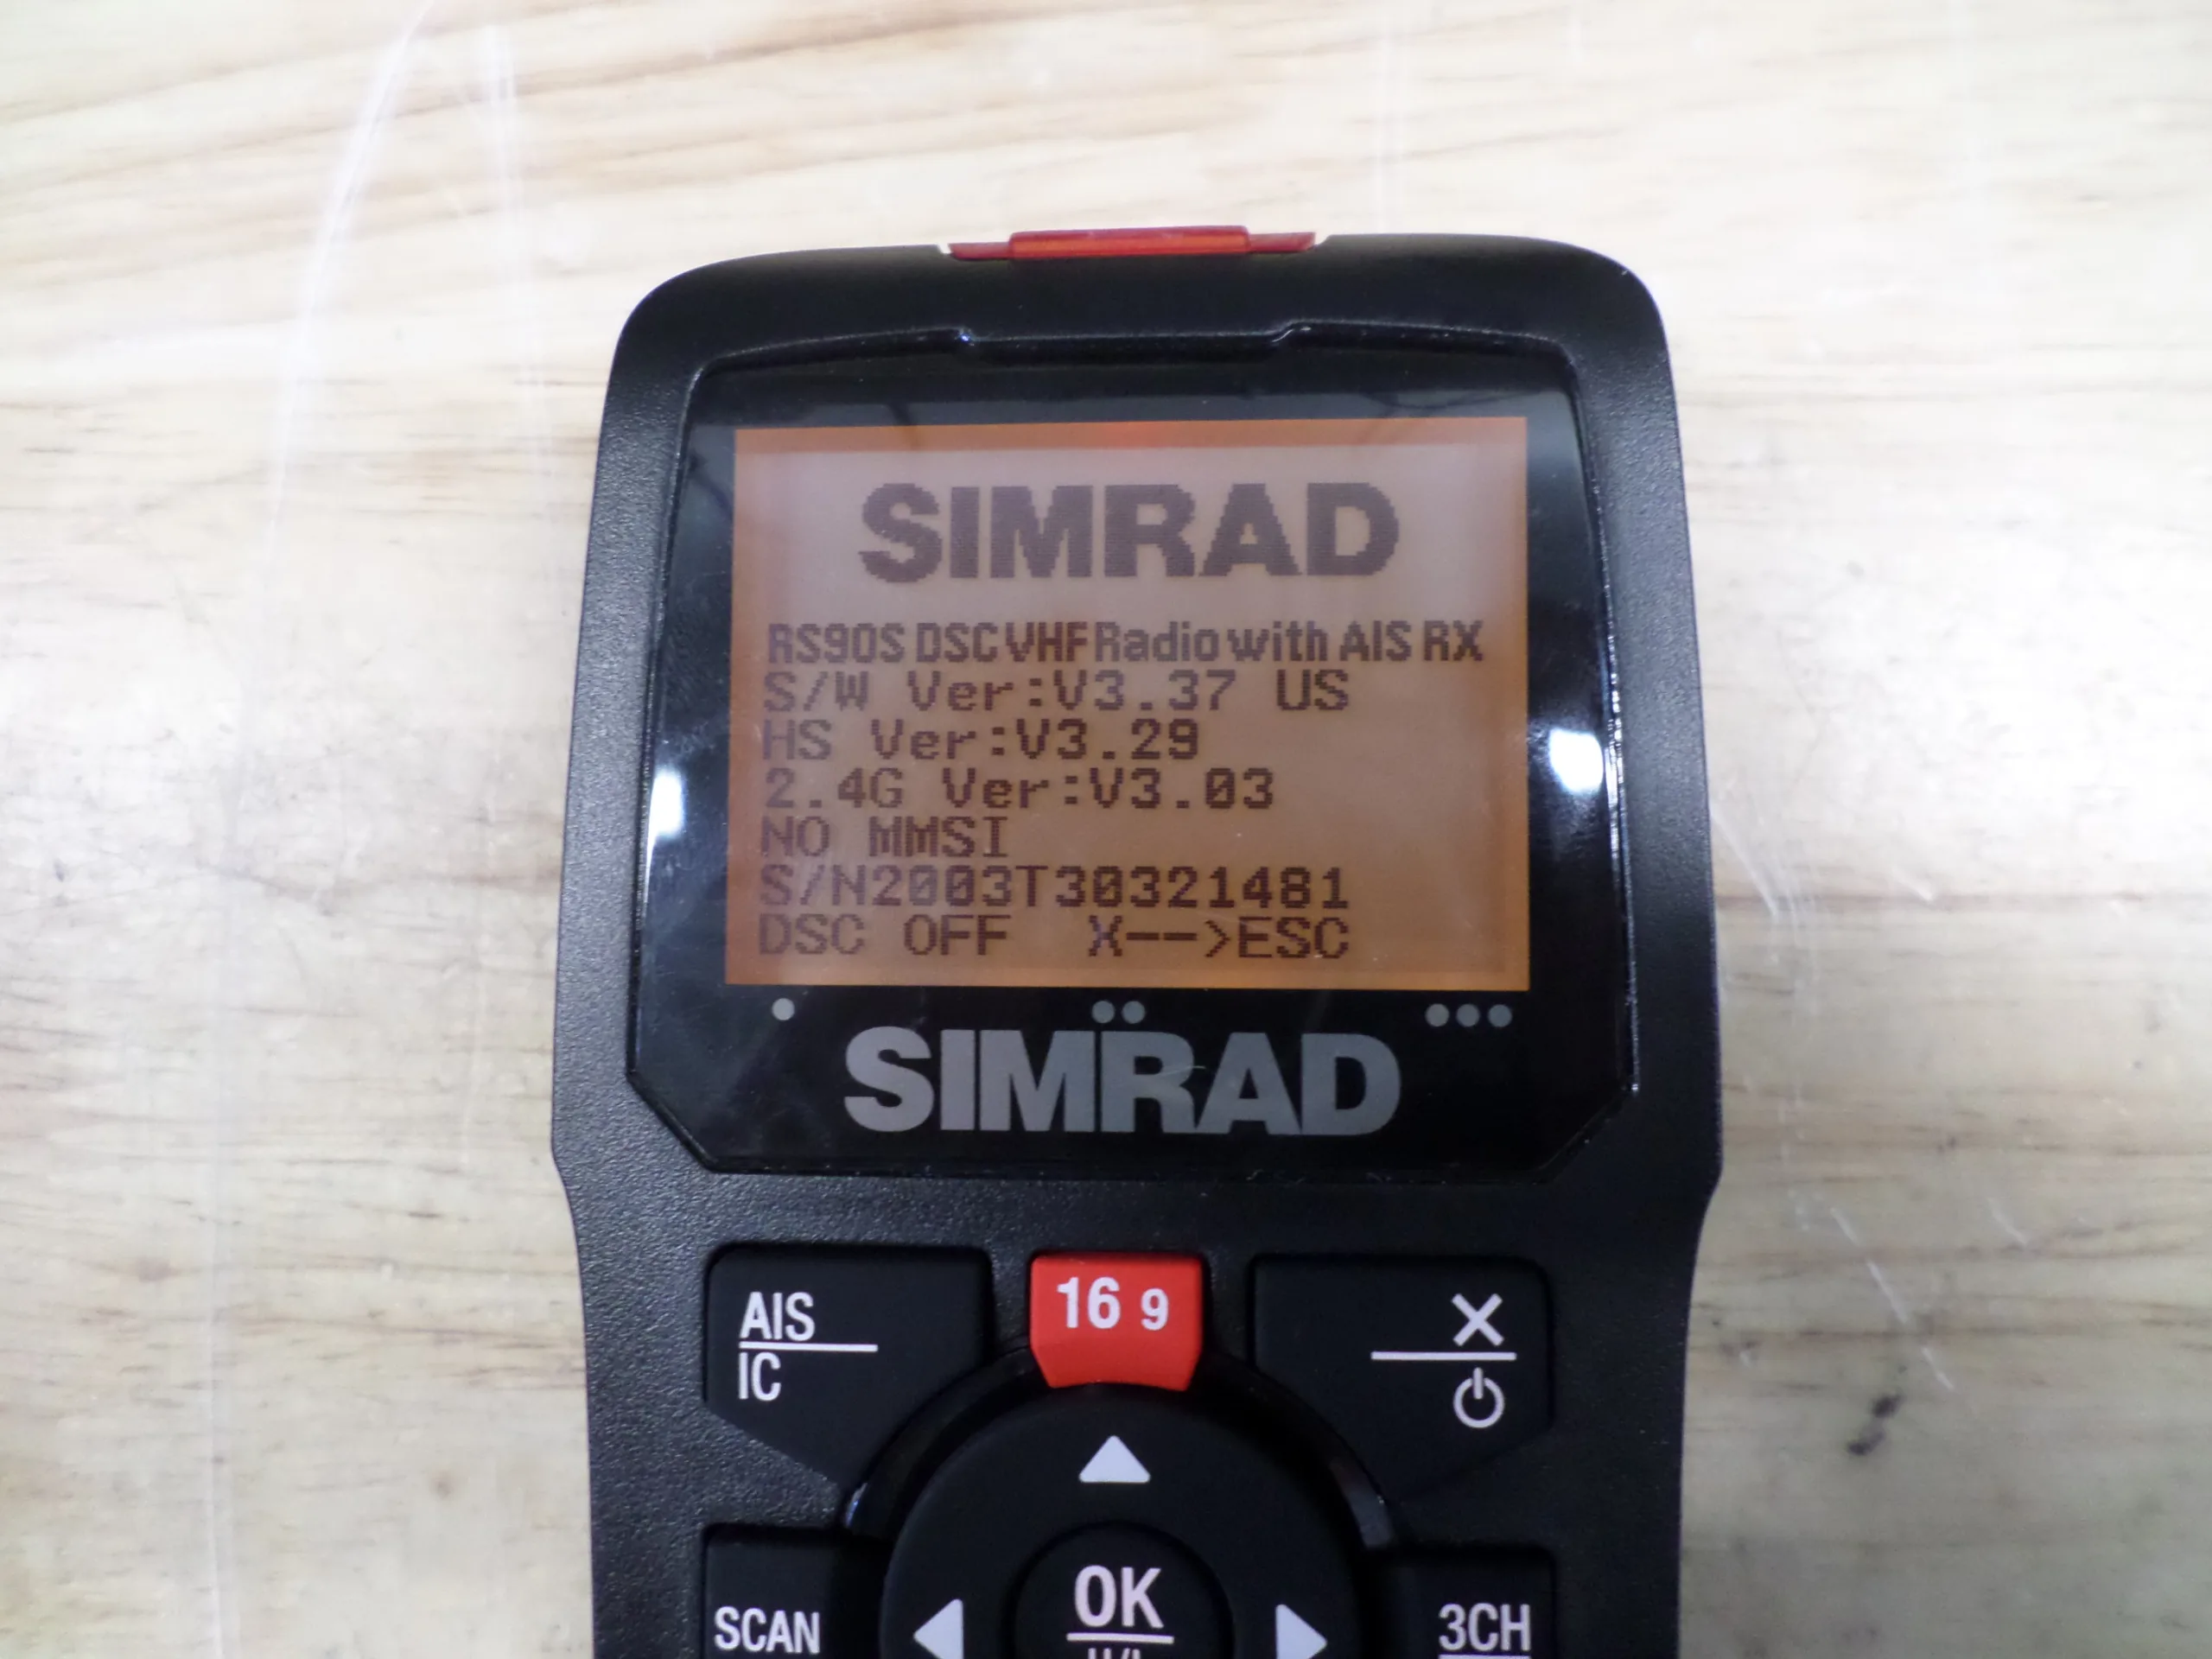 SIMRAD
RS90S DSC VHF Radio with AIS RX
S/W Ver:V3.37 US
HS Ver:V3.29
2.4G Ver:V3.03
NO MMSI
S/N2003T30321481
DSC OFF X-->ESC
SIMRAD
AIS
IC
16 9
X
OK
SCAN
3CH